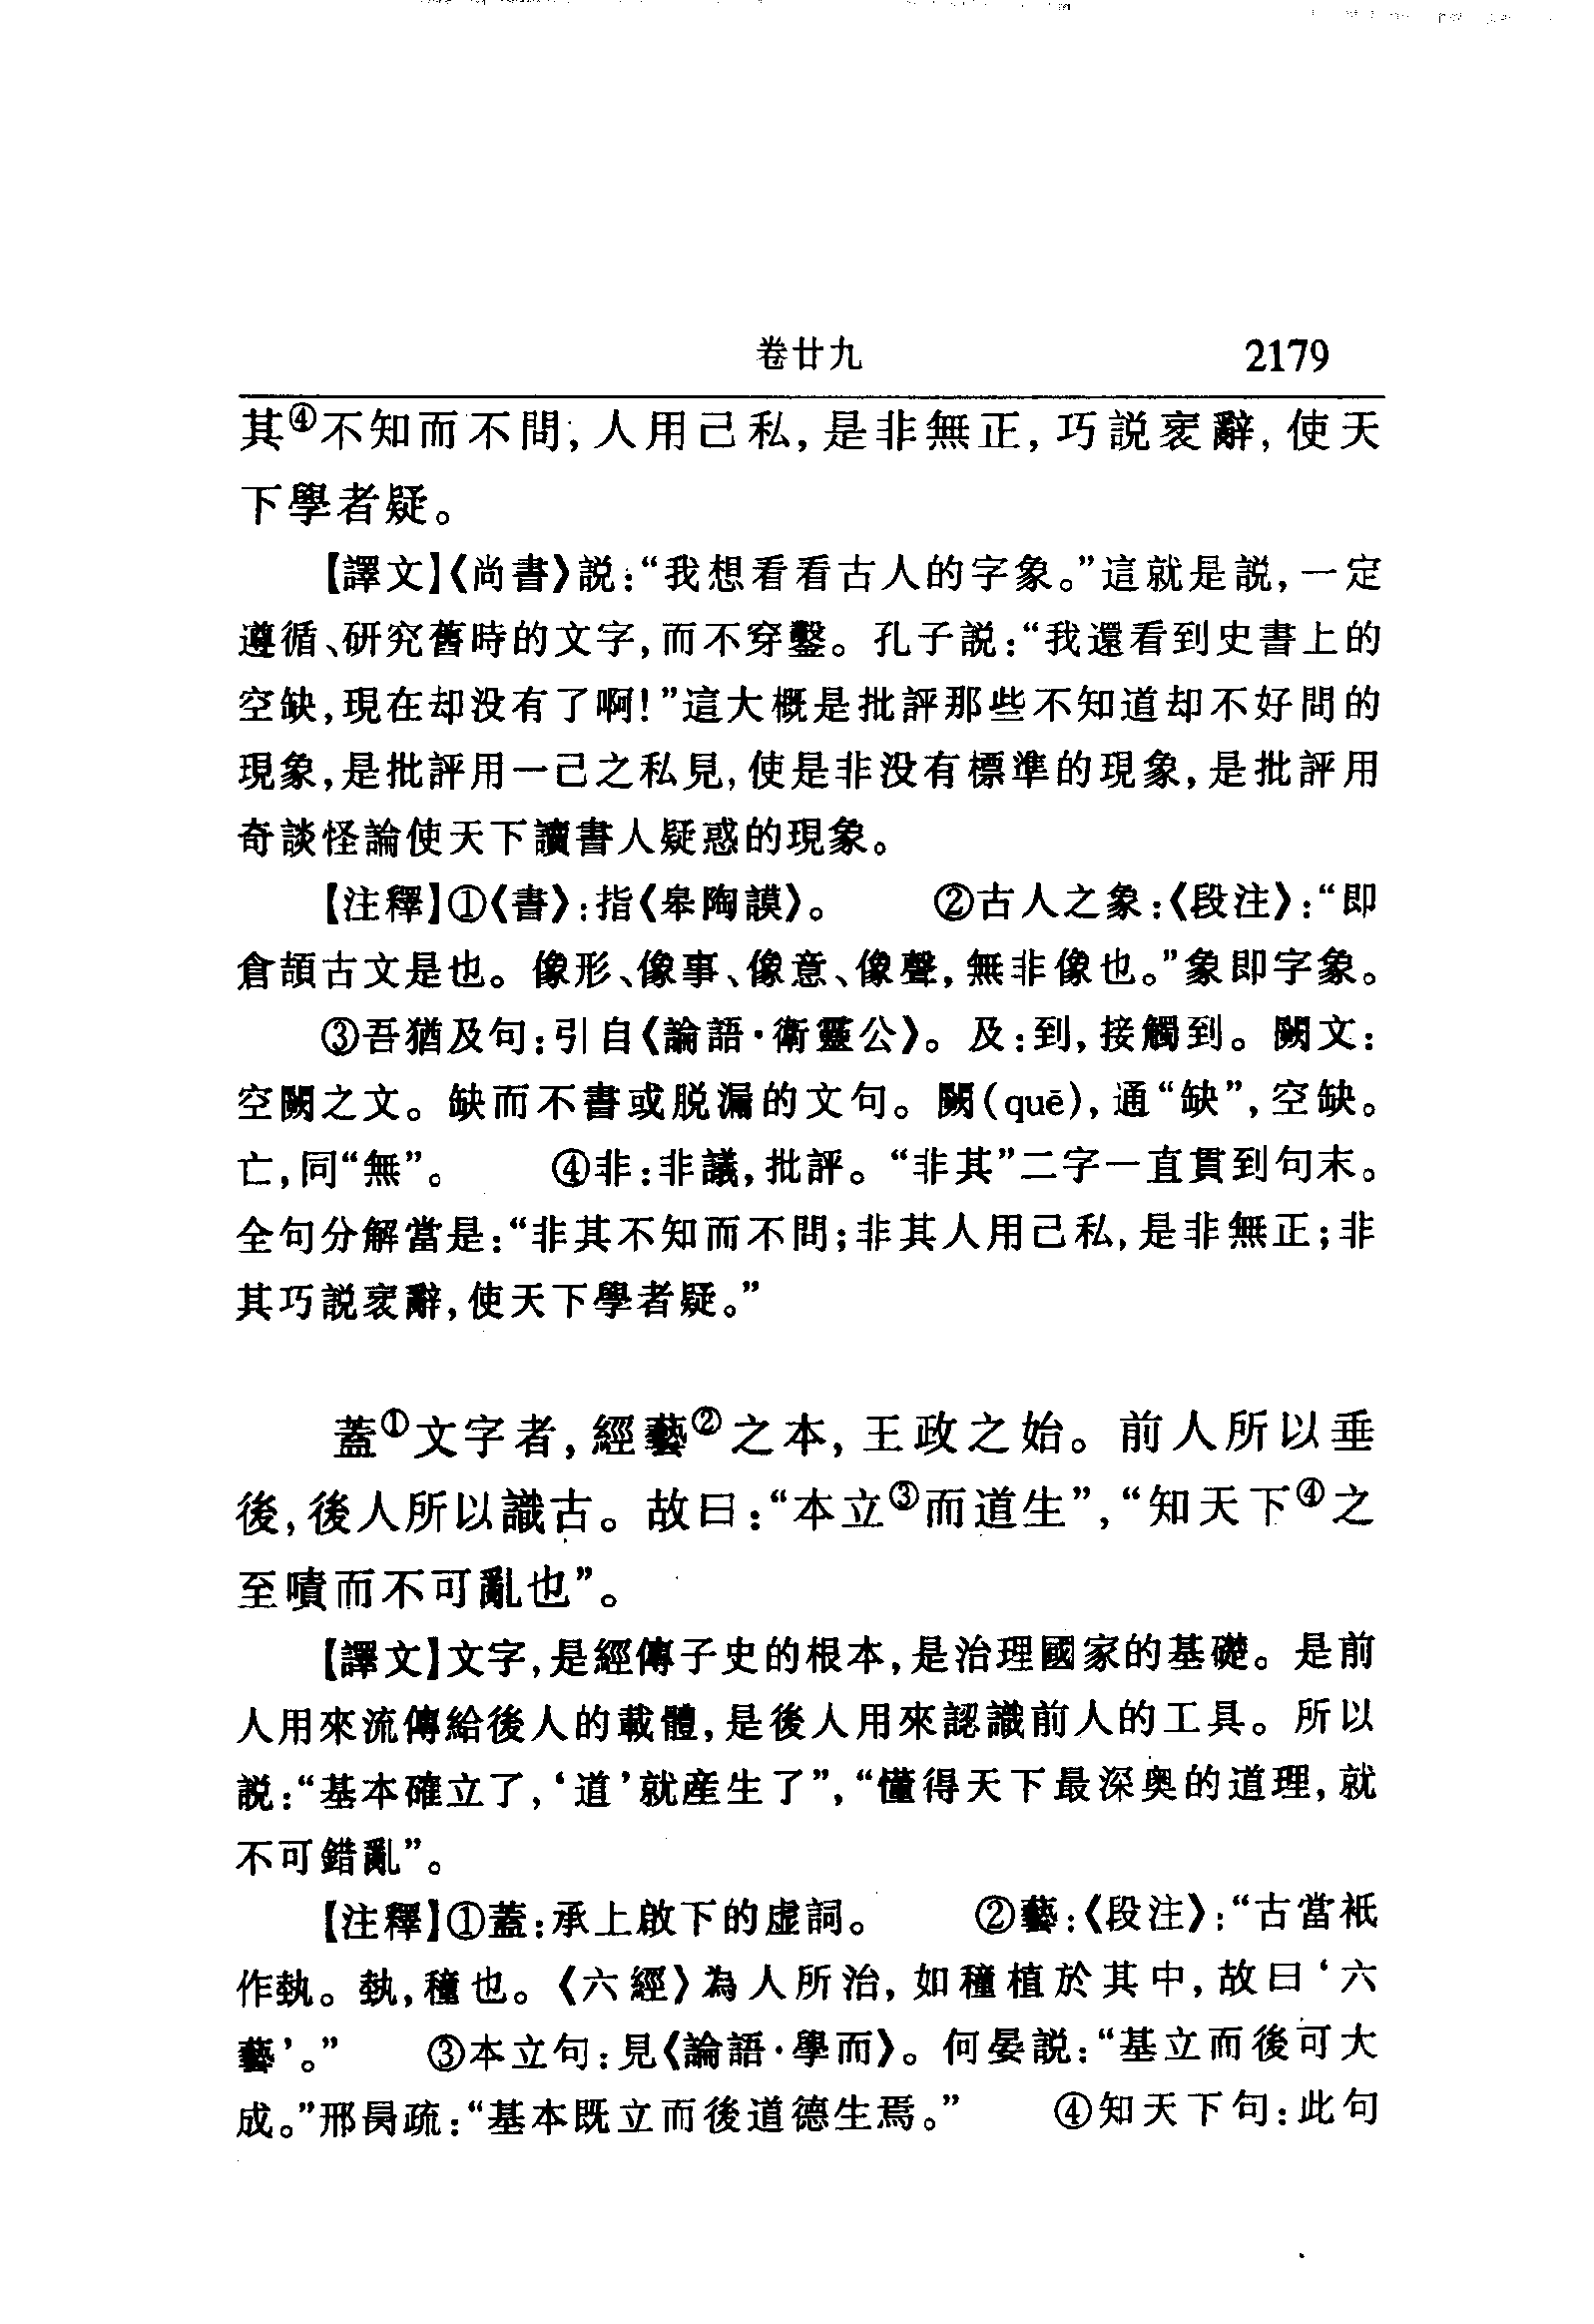 卷廿九 2179
其④不知而不問，人用己私，是非無正，巧説衺辭，使天
下學者疑。
【譯文】《尚書》説：“我想看看古人的字象。”這就是説，一定
遵循、研究舊時的文字，而不穿鑿。孔子説：“我還看到史書上的
空缺，現在却没有了啊！”這大概是批評那些不知道却不好問的
現象，是批評用一己之私見，使是非没有標準的現象，是批評用
奇談怪論使天下讀書人疑惑的現象。
【注釋】①《書》：指《皋陶謨》。 ②古人之象：《段注》：“即
倉頡古文是也。像形、像事、像意、像聲，無非像也。”象即字象。
③吾猶及句：引自《論語·衛靈公》。及：到，接觸到。闕文：
空闕之文。缺而不書或脱漏的文句。闕(quē)，通“缺”，空缺。
亡，同“無”。 ④非：非議，批評。“非其”二字一直貫到句末。
全句分解當是：“非其不知而不問；非其人用己私，是非無正；非
其巧説衺辭，使天下學者疑。”
蓋①文字者，經藝②之本，王政之始。前人所以垂
後，後人所以識古。故曰：“本立③而道生”，“知天下④之
至嘖而不可亂也”。
【譯文】文字，是經傳子史的根本，是治理國家的基礎。是前
人用來流傳給後人的載體，是後人用來認識前人的工具。所以
説：“基本確立了，‘道’就産生了”，“懂得天下最深奥的道理，就
不可錯亂”。
【注釋】①蓋：承上啟下的虚詞。 ②藝：《段注》：“古當衹
作埶。埶，穜也。《六經》為人所治，如穜植於其中，故曰‘六
藝’。” ③本立句：見《論語·學而》。何晏説：“基立而後可大
成。”邢昺疏：“基本既立而後道德生焉。” ④知天下句：此句